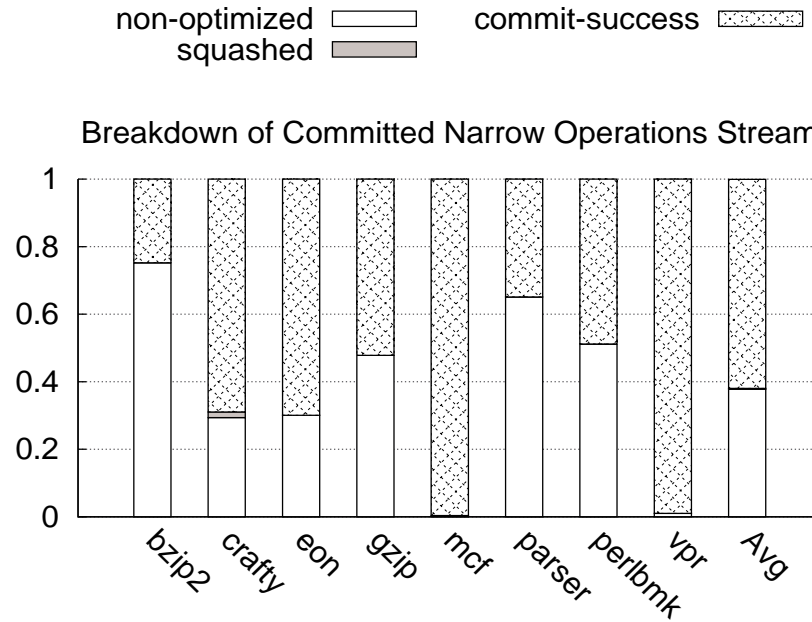 non-optimized commit-success
squashed
Breakdown of Committed Narrow Operations Stream
1
0.8
0.6
0.4
0.2
0
bzip2 crafty eon gzip mcf parser perlbmk vpr Avg